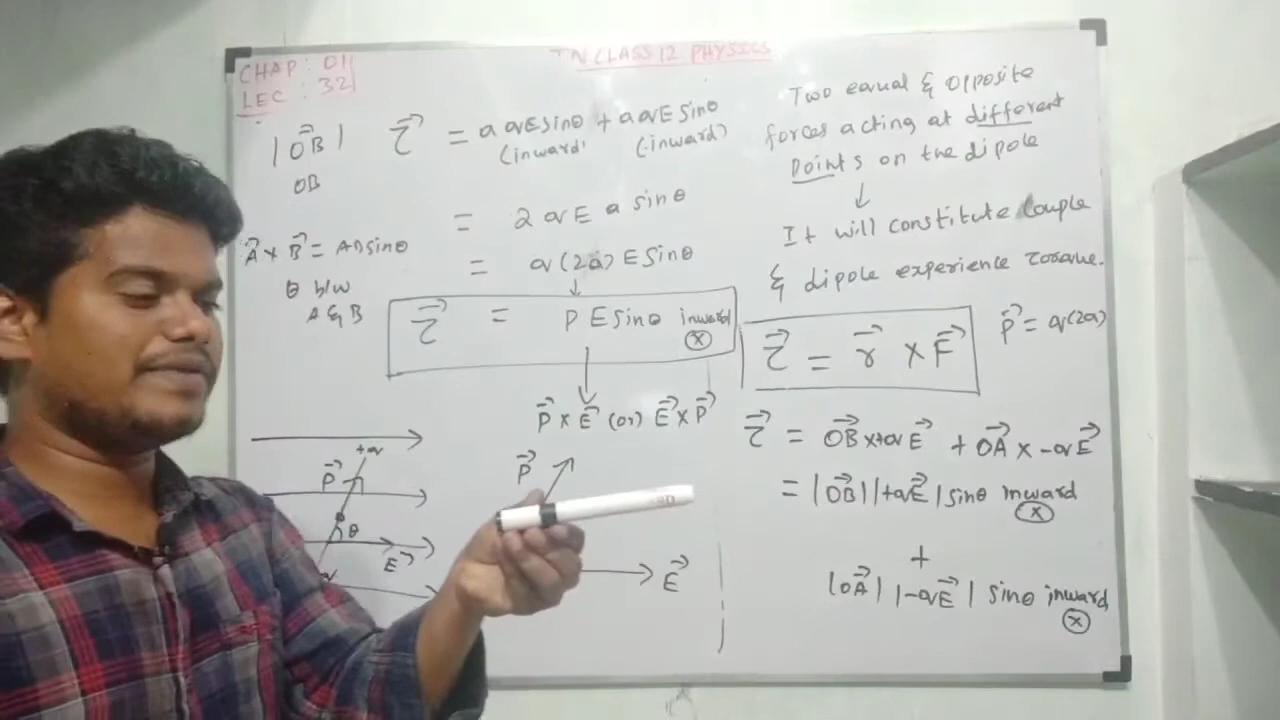 TN CLASS 12 PHYSICS
CHAP : 01
LEC : 32
|OB⃗| τ⃗ = a qE sinθ + a qE sinθ
(inward) (inward)
OB
= 2 qE a sinθ
A⃗ × B⃗ = AB sinθ
θ b/w
A & B
= q(2a) E sinθ
↓
τ⃗ = P E sinθ inward
ⓧ
P⃗ × E⃗ (or) E⃗ × P⃗
+q
P⃗
θ
E⃗
P⃗
E⃗
Two equal & opposite
forces acting at different
points on the dipole
↓
It will constitute couple
& dipole experience torque.
τ⃗ = r⃗ × F⃗
P⃗ = q(2a)
τ⃗ = OB⃗ × +qE⃗ + OA⃗ × -qE⃗
= |OB⃗| |+qE⃗| sinθ inward
ⓧ
+
|OA⃗| |-qE⃗| sinθ inward
ⓧ